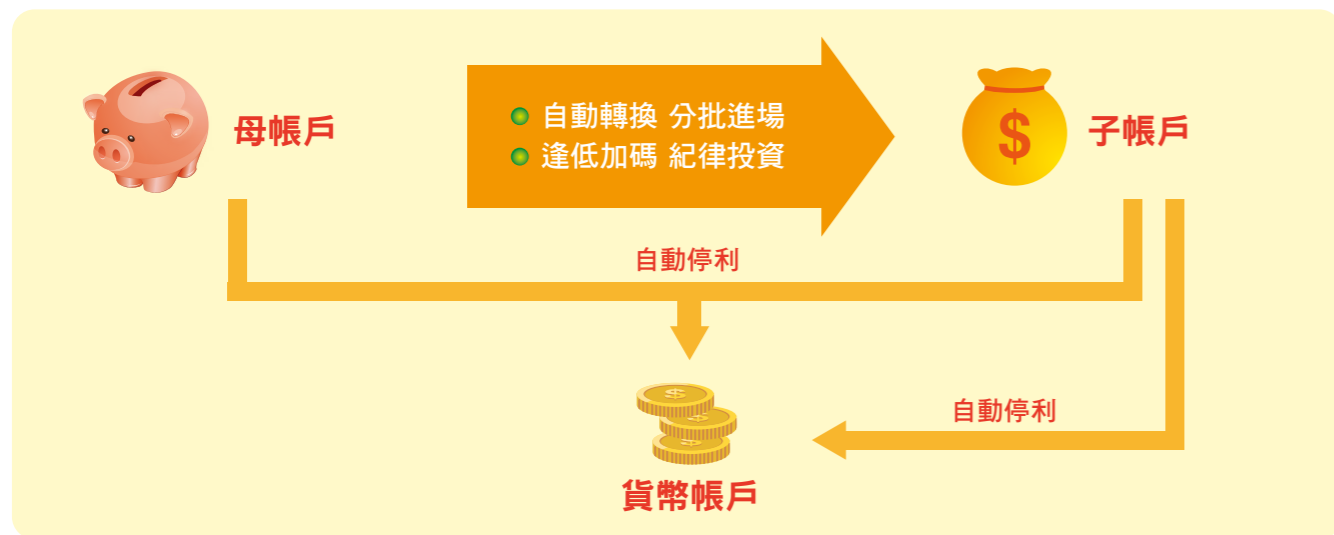 母帳戶
自動轉換 分批進場
逢低加碼 紀律投資
$
子帳戶
自動停利
$
$
$
自動停利
貨幣帳戶